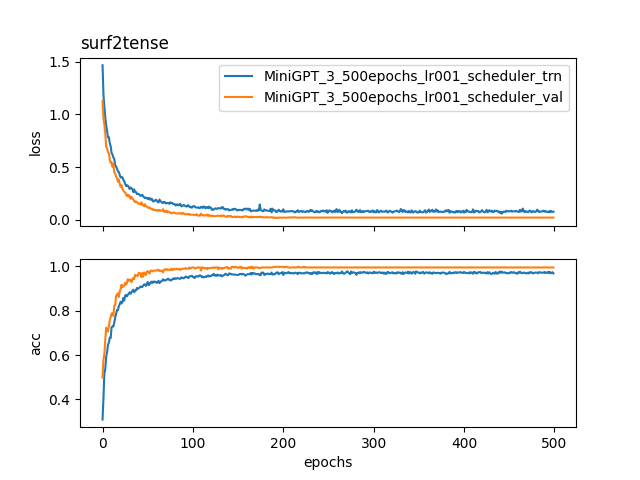 surf2tense
1.5
1.0
0.5
0.0
loss
MiniGPT_3_500epochs_lr001_scheduler_trn
MiniGPT_3_500epochs_lr001_scheduler_val
1.0
0.8
0.6
0.4
acc
0 100 200 300 400 500
epochs